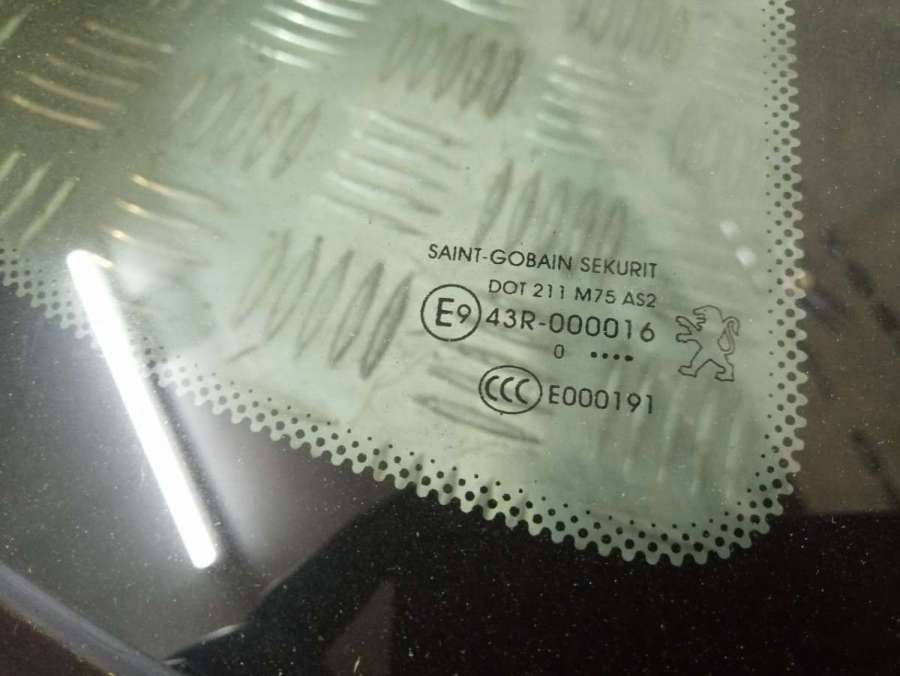 SAINT-GOBAIN SEKURIT
DOT 211 M75 AS2
E9 43R-000016
0 ••••
CCC E000191